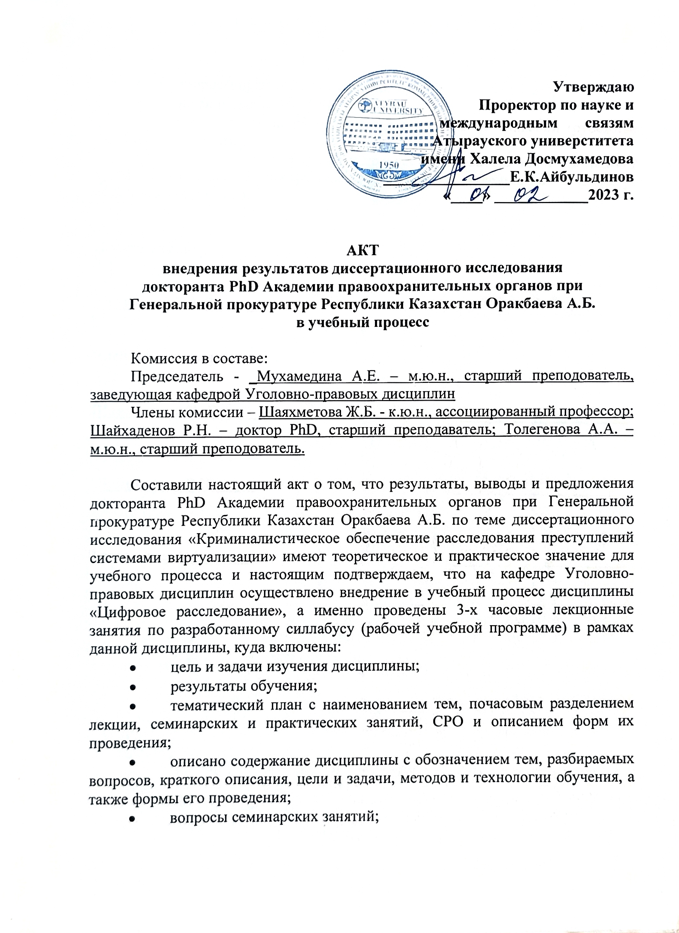 Утверждаю
Проректор по науке и
международным связям
Атырауского университета
имени Халела Досмухамедова
Е.К.Айбульдинов
«01» 02 2023 г.
ATYRAU
UNIVERSITY
1950
АКТ
внедрения результатов диссертационного исследования
докторанта PhD Академии правоохранительных органов при
Генеральной прокуратуре Республики Казахстан Оракбаева А.Б.
в учебный процесс
Комиссия в составе:
Председатель - Мухамедина А.Е. – м.ю.н., старший преподователь,
заведующая кафедрой Уголовно-правовых дисциплин
Члены комиссии – Шаяхметова Ж.Б. - к.ю.н., ассоциированный профессор;
Шайхаденов Р.Н. – доктор PhD, старший преподаватель; Толегенова А.А. –
м.ю.н., старший преподователь.
Составили настоящий акт о том, что результаты, выводы и предложения
докторанта PhD Академии правоохранительных органов при Генеральной
прокуратуре Республики Казахстан Оракбаева А.Б. по теме диссертационного
исследования «Криминалистическое обеспечение расследования преступлений
системами виртуализации» имеют теоретическое и практическое значение для
учебного процесса и настоящим подтверждаем, что на кафедре Уголовно-
правовых дисциплин осуществлено внедрение в учебный процесс дисциплины
«Цифровое расследование», а именно проведены 3-х часовые лекционные
занятия по разработанному силлабусу (рабочей учебной программе) в рамках
данной дисциплины, куда включены:
• цель и задачи изучения дисциплины;
• результаты обучения;
• тематический план с наименованием тем, почасовым разделением
лекции, семинарских и практических занятий, СРО и описанием форм их
проведения;
• описано содержание дисциплины с обозначением тем, разбираемых
вопросов, краткого описания, цели и задачи, методов и технологии обучения, а
также формы его проведения;
• вопросы семинарских занятий;